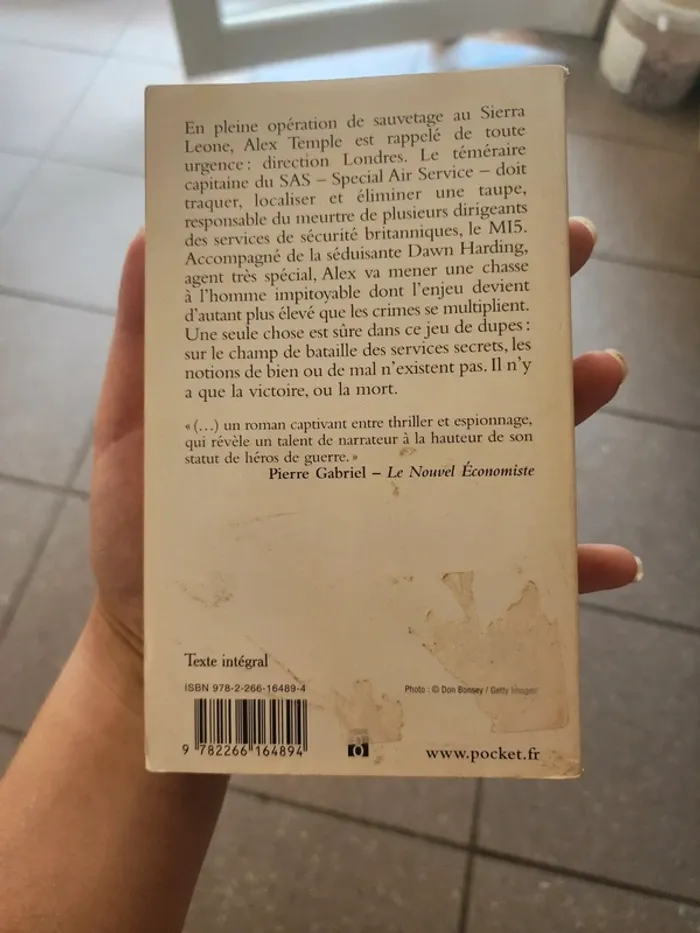 En pleine opération de sauvetage au Sierra
Leone, Alex Temple est rappelé de toute
urgence : direction Londres. Le téméraire
capitaine du SAS – Special Air Service – doit
traquer, localiser et éliminer une taupe,
responsable du meurtre de plusieurs dirigeants
des services de sécurité britanniques, le MI5.
Accompagné de la séduisante Dawn Harding,
agent très spécial, Alex va mener une chasse
à l'homme impitoyable dont l'enjeu devient
d'autant plus élevé que les crimes se multiplient.
Une seule chose est sûre dans ce jeu de dupes :
sur le champ de bataille des services secrets, les
notions de bien ou de mal n'existent pas. Il n'y
a que la victoire, ou la mort.
« (...) un roman captivant entre thriller et espionnage,
qui révèle un talent de narrateur à la hauteur de son
statut de héros de guerre. »
Pierre Gabriel – Le Nouvel Économiste
Texte intégral
ISBN 978-2-266-16489-4
Photo : © Don Bonsey / Getty Images
9 782266 164894
www.pocket.fr